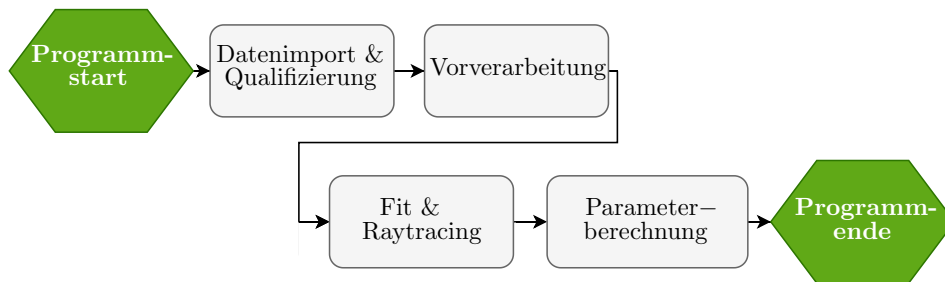 Programm-
start
Datenimport &
Qualifizierung
Vorverarbeitung
Fit &
Raytracing
Parameter−
berechnung
Programm-
ende